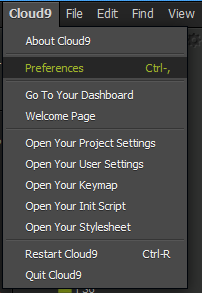 Cloud9 File Edit Find View
About Cloud9
Preferences Ctrl-,
Go To Your Dashboard
Welcome Page
Open Your Project Settings
Open Your User Settings
Open Your Keymap
Open Your Init Script
Open Your Stylesheet
Restart Cloud9 Ctrl-R
Quit Cloud9